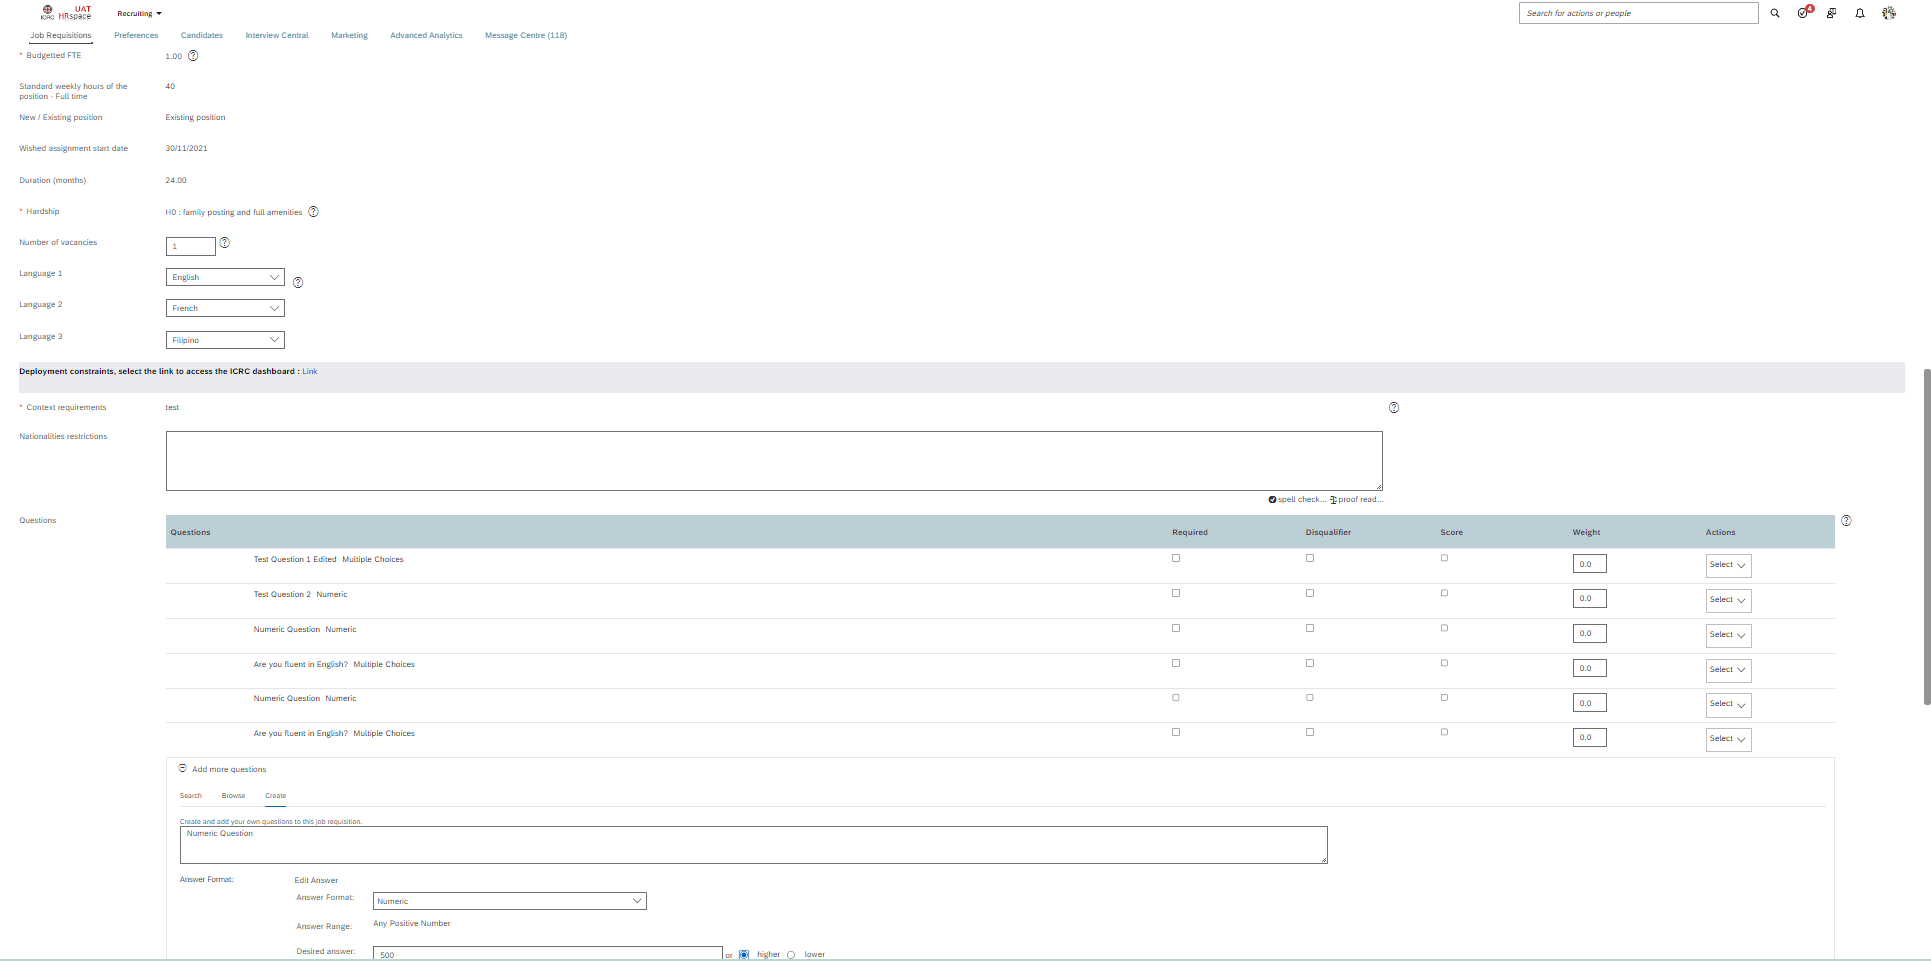 ICRC UAT HRspace Recruiting Search for actions or people 4
Job Requisitions Preferences Candidates Interview Central Marketing Advanced Analytics Message Centre (118)
* Budgetted FTE 1.00 ?
Standard weekly hours of the position - Full time 40
New / Existing position Existing position
Wished assignment start date 30/11/2021
Duration (months) 24.00
* Hardship H0 : family posting and full amenities ?
Number of vacancies 1 ?
Language 1 English ?
Language 2 French
Language 3 Filipino
Deployment constraints, select the link to access the ICRC dashboard : Link
* Context requirements test ?
Nationalities restrictions
spell check... proof read...
Questions ?
Questions Required Disqualifier Score Weight Actions
Test Question 1 Edited Multiple Choices 0.0 Select
Test Question 2 Numeric 0.0 Select
Numeric Question Numeric 0.0 Select
Are you fluent in English? Multiple Choices 0.0 Select
Numeric Question Numeric 0.0 Select
Are you fluent in English? Multiple Choices 0.0 Select
Add more questions
Search Browse Create
Create and add your own questions to this job requisition.
Numeric Question
Answer Format: Edit Answer
Answer Format: Numeric
Answer Range: Any Positive Number
Desired answer: 500 or higher lower